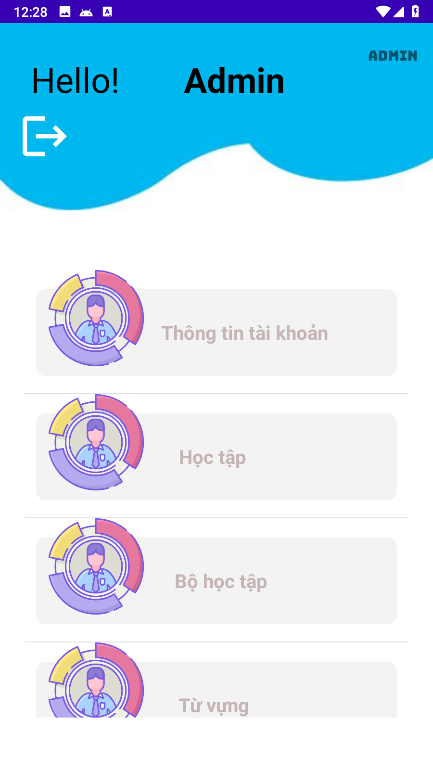 12:28
ADMIN
Hello! Admin
Thông tin tài khoản
Học tập
Bộ học tập
Từ vựng